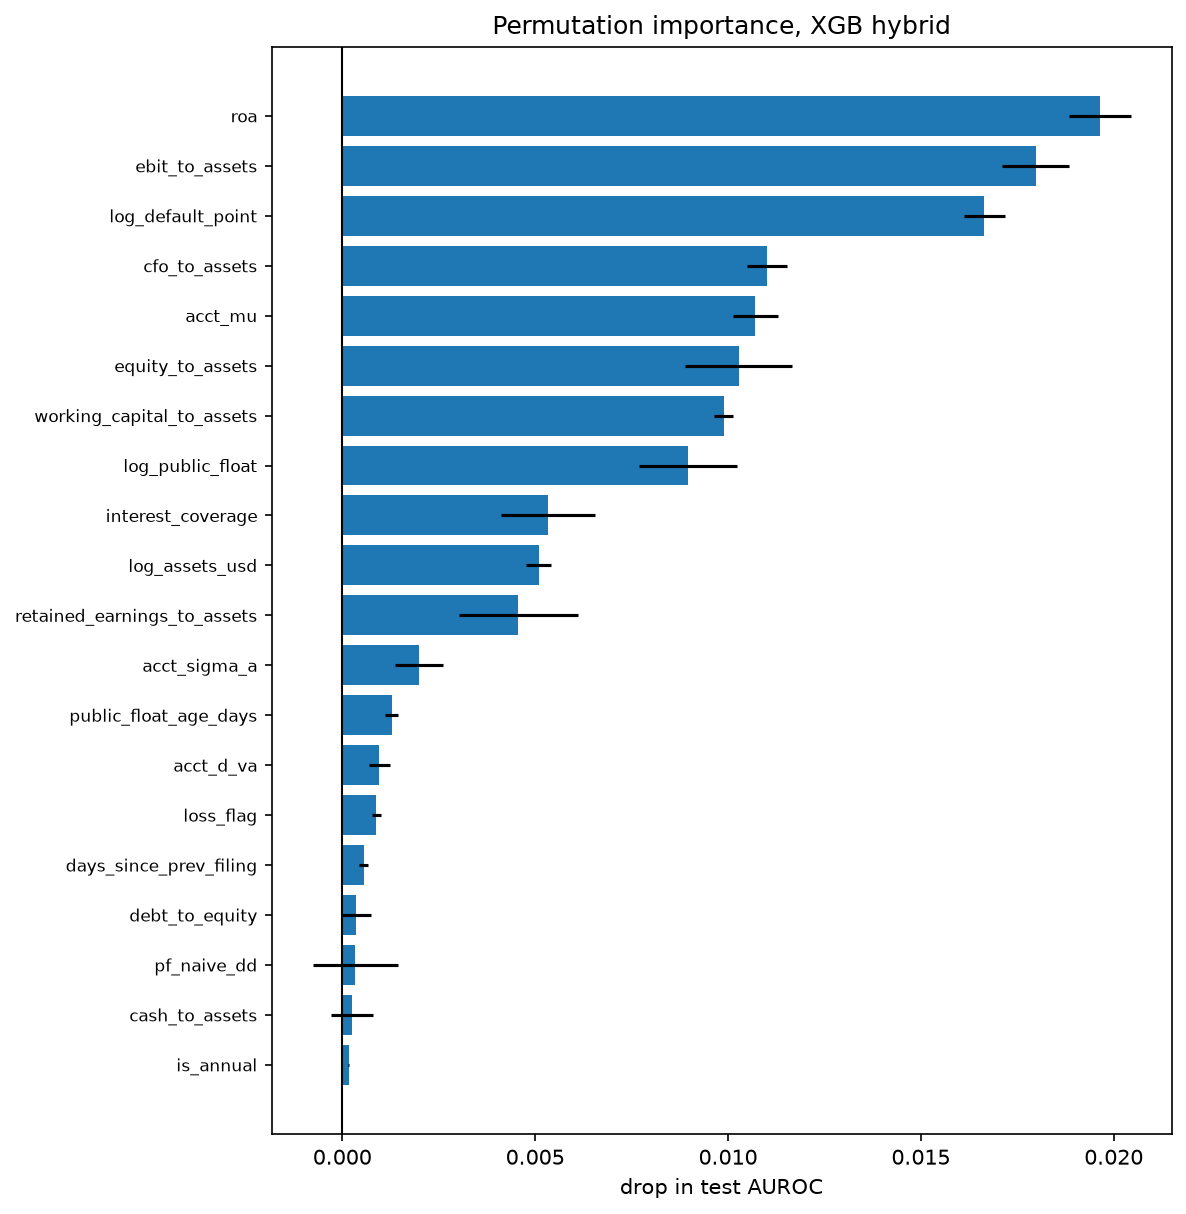 Permutation importance, XGB hybrid
roa
ebit_to_assets
log_default_point
cfo_to_assets
acct_mu
equity_to_assets
working_capital_to_assets
log_public_float
interest_coverage
log_assets_usd
retained_earnings_to_assets
acct_sigma_a
public_float_age_days
acct_d_va
loss_flag
days_since_prev_filing
debt_to_equity
pf_naive_dd
cash_to_assets
is_annual
0.000 0.005 0.010 0.015 0.020
drop in test AUROC